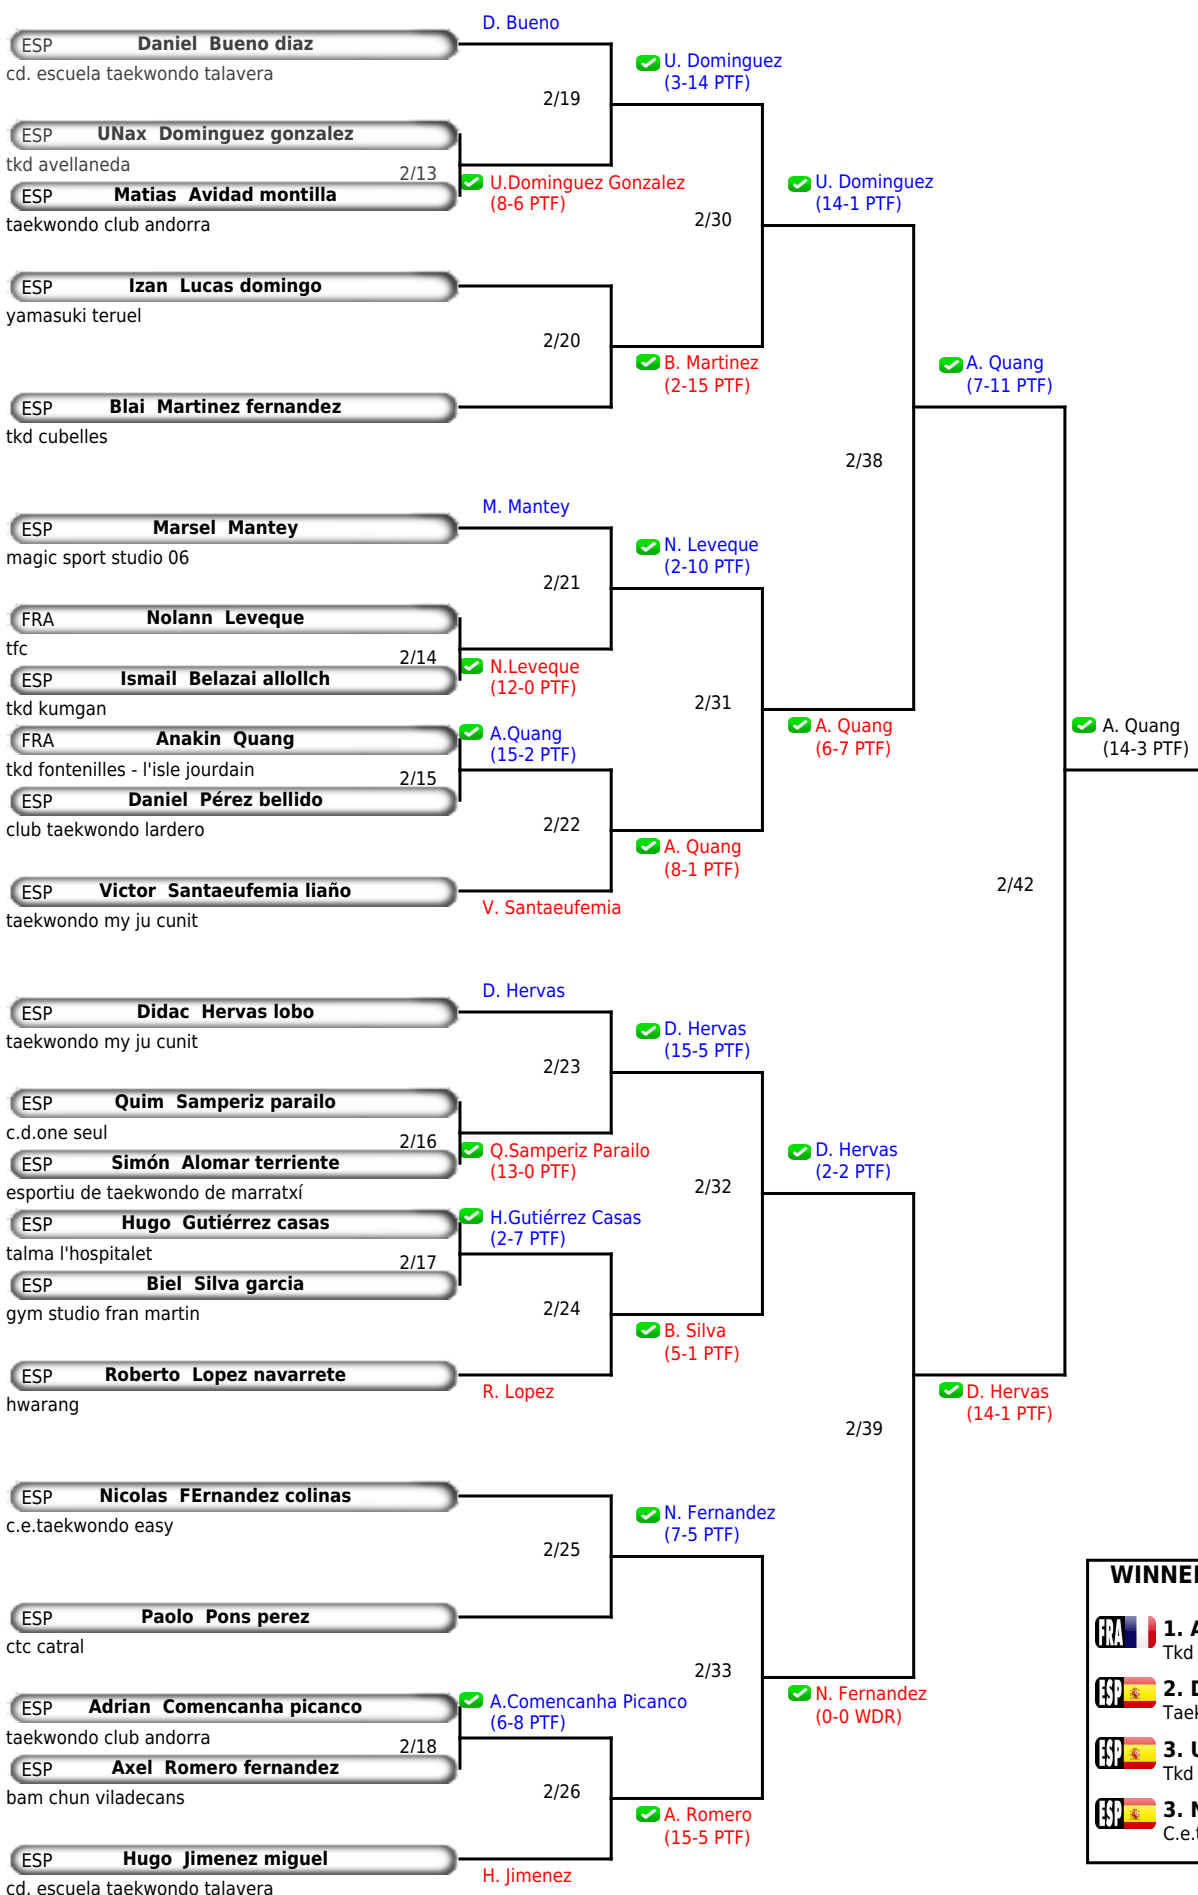 D. Bueno
ESP Daniel Bueno diaz
cd. escuela taekwondo talavera
U. Dominguez
(3-14 PTF)
2/19
ESP UNax Dominguez gonzalez
tkd avellaneda
2/13
U.Dominguez Gonzalez
(8-6 PTF)
ESP Matias Avidad montilla
taekwondo club andorra
U. Dominguez
(14-1 PTF)
2/30
ESP Izan Lucas domingo
yamasuki teruel
2/20
B. Martinez
(2-15 PTF)
A. Quang
(7-11 PTF)
ESP Blai Martinez fernandez
tkd cubelles
2/38
M. Mantey
ESP Marsel Mantey
magic sport studio 06
N. Leveque
(2-10 PTF)
2/21
FRA Nolann Leveque
tfc
2/14
N.Leveque
(12-0 PTF)
ESP Ismail Belazai allollch
tkd kumgan
2/31
FRA Anakin Quang
tkd fontenilles - l'isle jourdain
A.Quang
(15-2 PTF)
A. Quang
(6-7 PTF)
A. Quang
(14-3 PTF)
2/15
ESP Daniel Pérez bellido
club taekwondo lardero
2/22
A. Quang
(8-1 PTF)
ESP Victor Santaeufemia liaño
taekwondo my ju cunit
V. Santaeufemia
2/42
D. Hervas
ESP Didac Hervas lobo
taekwondo my ju cunit
D. Hervas
(15-5 PTF)
2/23
ESP Quim Samperiz parailo
c.d.one seul
2/16
Q.Samperiz Parailo
(13-0 PTF)
ESP Simón Alomar terriente
esportiu de taekwondo de marratxí
D. Hervas
(2-2 PTF)
2/32
ESP Hugo Gutiérrez casas
talma l'hospitalet
H.Gutiérrez Casas
(2-7 PTF)
2/17
ESP Biel Silva garcia
gym studio fran martin
2/24
B. Silva
(5-1 PTF)
ESP Roberto Lopez navarrete
hwarang
R. Lopez
D. Hervas
(14-1 PTF)
2/39
ESP Nicolas FErnandez colinas
c.e.taekwondo easy
N. Fernandez
(7-5 PTF)
2/25
ESP Paolo Pons perez
ctc catral
2/33
N. Fernandez
(0-0 WDR)
ESP Adrian Comencanha picanco
taekwondo club andorra
A.Comencanha Picanco
(6-8 PTF)
2/18
ESP Axel Romero fernandez
bam chun viladecans
2/26
A. Romero
(15-5 PTF)
ESP Hugo Jimenez miguel
cd. escuela taekwondo talavera
H. Jimenez
FRA 1.
Tkd
ESP 2.
ESP 3.
Tkd
ESP 3.